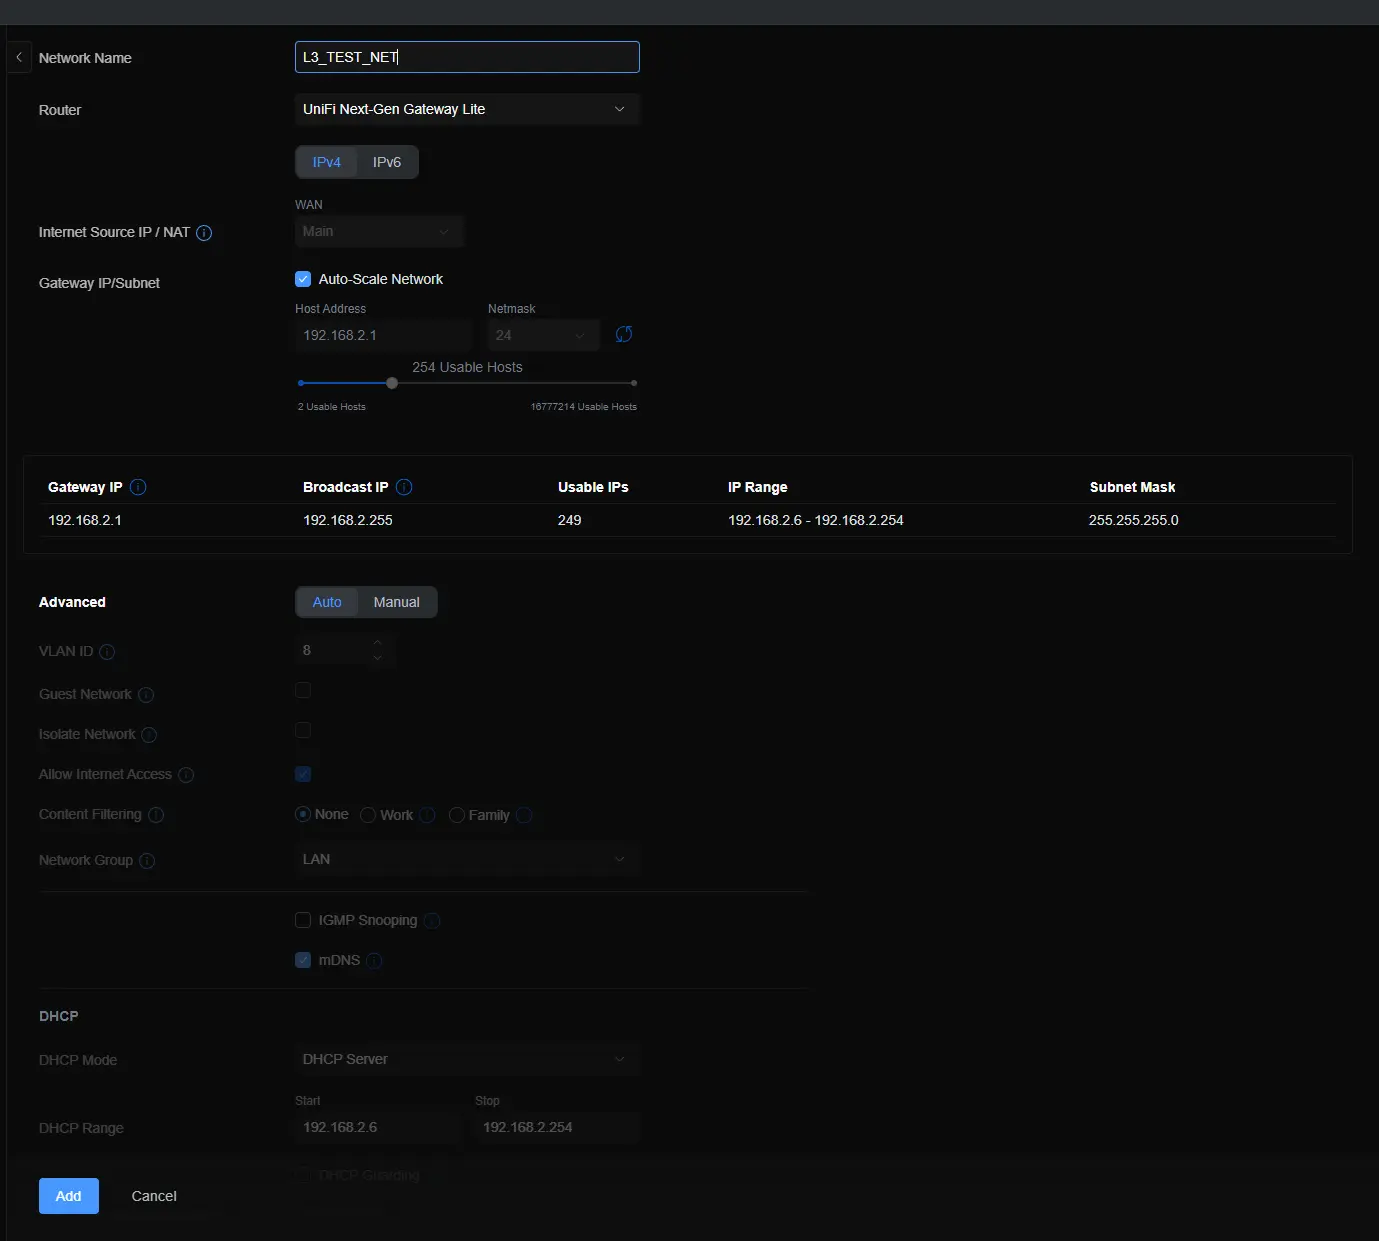 Network Name
L3_TEST_NET
Router
UniFi Next-Gen Gateway Lite
IPv4 IPv6
WAN
Internet Source IP / NAT
Main
Gateway IP/Subnet
Auto-Scale Network
Host Address Netmask
192.168.2.1 24
254 Usable Hosts
2 Usable Hosts 16777214 Usable Hosts
Gateway IP Broadcast IP Usable IPs IP Range Subnet Mask
192.168.2.1 192.168.2.255 249 192.168.2.6 - 192.168.2.254 255.255.255.0
Advanced Auto Manual
VLAN ID 8
Guest Network
Isolate Network
Allow Internet Access
Content Filtering None Work Family
Network Group LAN
IGMP Snooping
mDNS
DHCP
DHCP Mode DHCP Server
Start Stop
DHCP Range 192.168.2.6 192.168.2.254
DHCP Guarding
Add Cancel